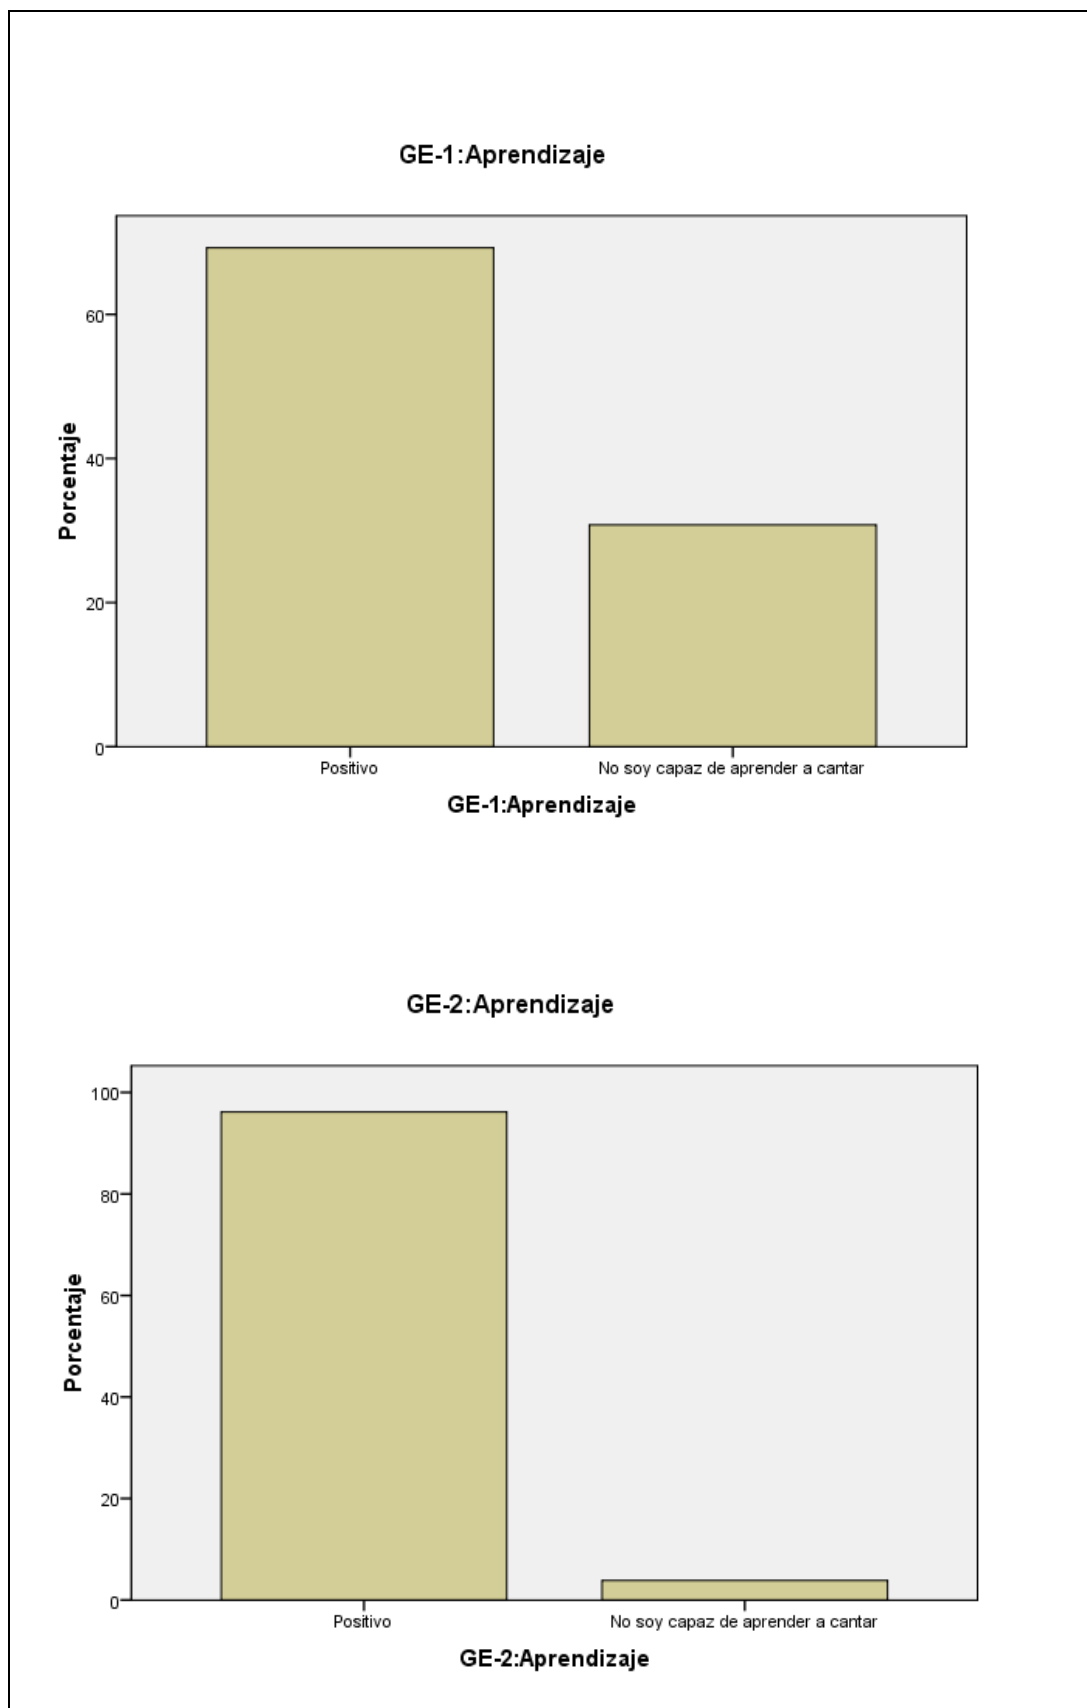 GE-1:Aprendizaje
60
40
20
0
Porcentaje
Positivo
No soy capaz de aprender a cantar
GE-1:Aprendizaje
GE-2:Aprendizaje
100
80
60
40
20
0
Porcentaje
Positivo
No soy capaz de aprender a cantar
GE-2:Aprendizaje